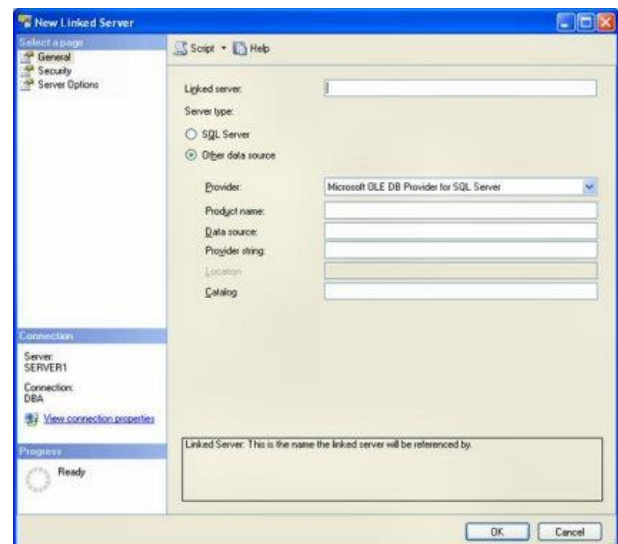 New Linked Server
Select a page
General
Security
Server Options
Script
Help
Linked server:
Server type:
SQL Server
Other data source
Provider:
Microsoft OLE DB Provider for SQL Server
Product name:
Data source:
Provider string:
Location
Catalog
Connection
Server:
SERVER1
Connection:
DBA
View connection properties
Progress
Ready
Linked Server: This is the name the linked server will be referenced by.
OK
Cancel